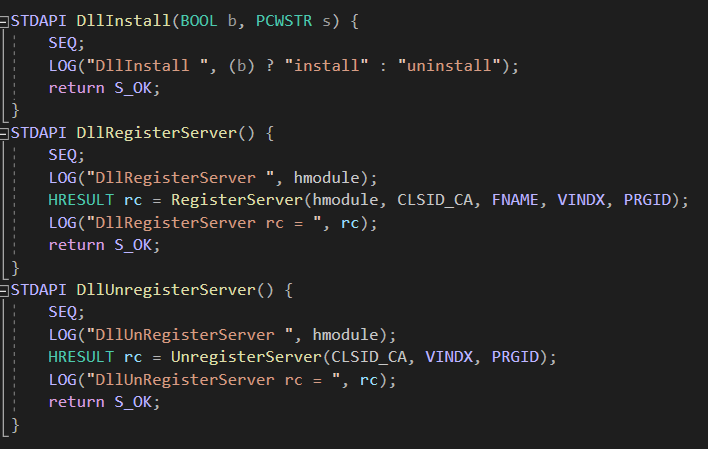 STDAPI DllInstall(BOOL b, PCWSTR s) {
SEQ;
LOG("DllInstall ", (b) ? "install" : "uninstall");
return S_OK;
}
STDAPI DllRegisterServer() {
SEQ;
LOG("DllRegisterServer ", hmodule);
HRESULT rc = RegisterServer(hmodule, CLSID_CA, FNAME, VINDX, PRGID);
LOG("DllRegisterServer rc = ", rc);
return S_OK;
}
STDAPI DllUnregisterServer() {
SEQ;
LOG("DllUnRegisterServer ", hmodule);
HRESULT rc = UnregisterServer(CLSID_CA, VINDX, PRGID);
LOG("DllUnRegisterServer rc = ", rc);
return S_OK;
}